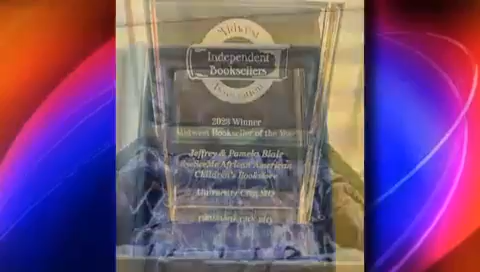 Midwest
Independent
Booksellers
Association
2023 Winner
Midwest Bookseller of the Year
Jeffrey & Pamela Blair
EyeSeeMe African American
Children's Bookstore
University City, MO